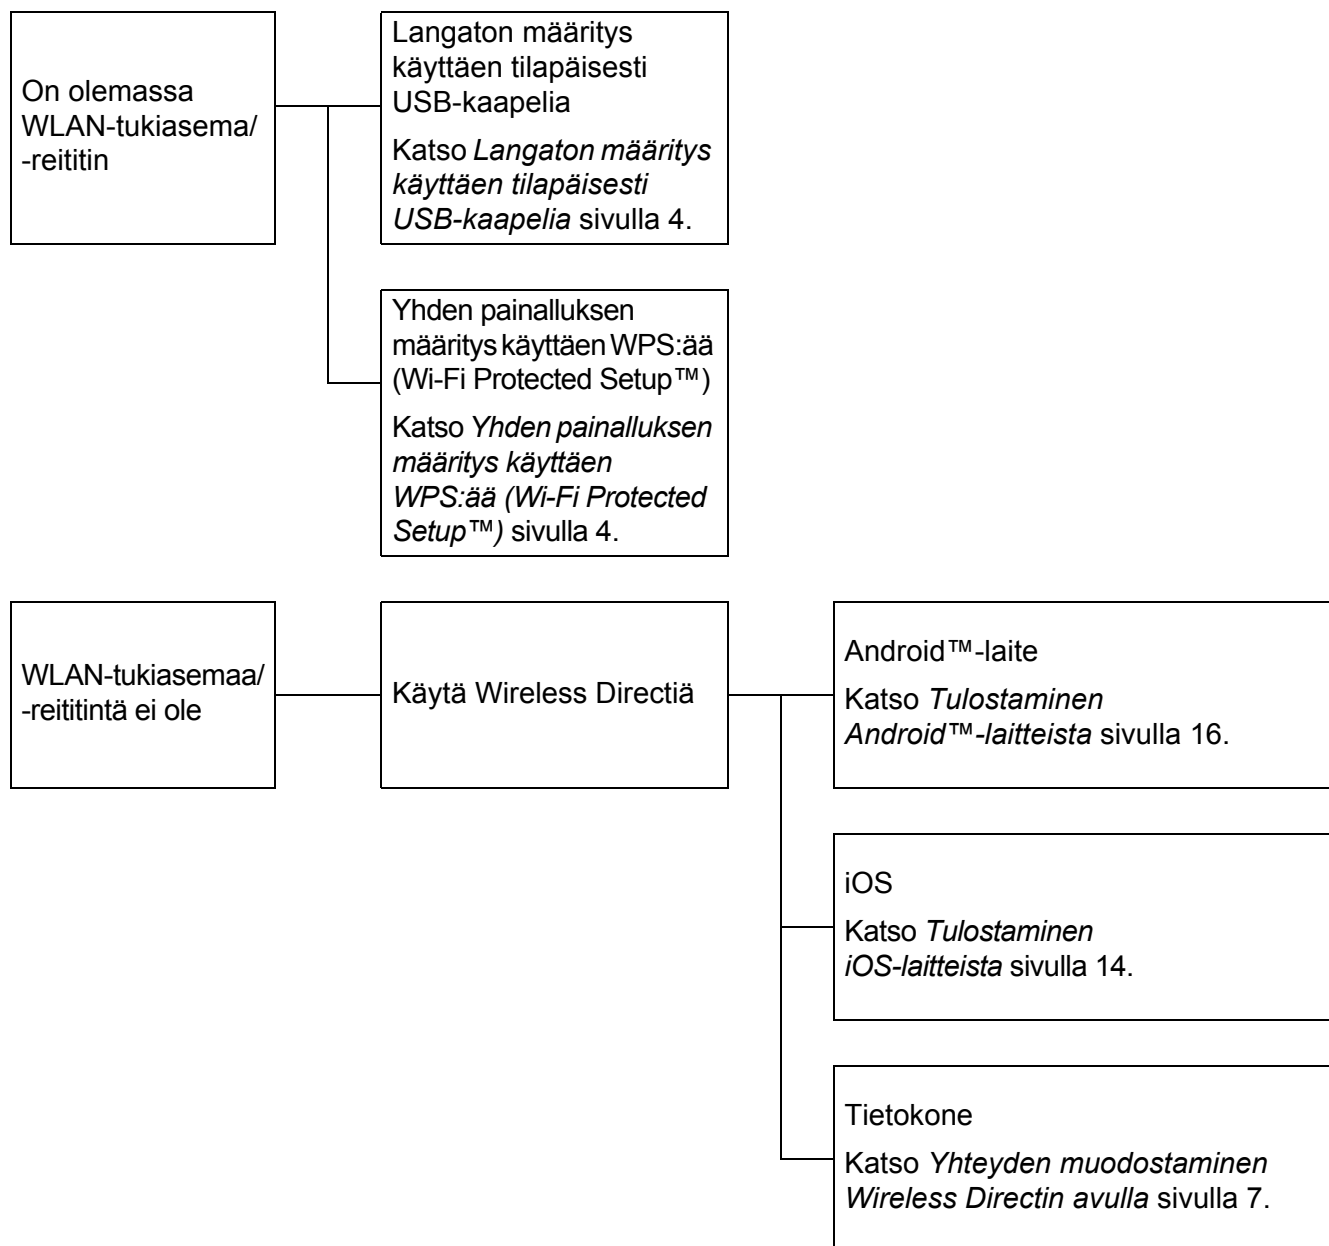 On olemassa
WLAN-tukiasema/
-reititin
Langaton määritys
käyttäen tilapäisesti
USB-kaapelia
Katso Langaton määritys
käyttäen tilapäisesti
USB-kaapelia sivulla 4.
Yhden painalluksen
määritys käyttäen WPS:ää
(Wi-Fi Protected Setup™)
Katso Yhden painalluksen
määritys käyttäen
WPS:ää (Wi-Fi Protected
Setup™) sivulla 4.
WLAN-tukiasemaa/
-reititintä ei ole
Käytä Wireless Directiä
Android™-laite
Katso Tulostaminen
Android™-laitteista sivulla 16.
iOS
Katso Tulostaminen
iOS-laitteista sivulla 14.
Tietokone
Katso Yhteyden muodostaminen
Wireless Directin avulla sivulla 7.